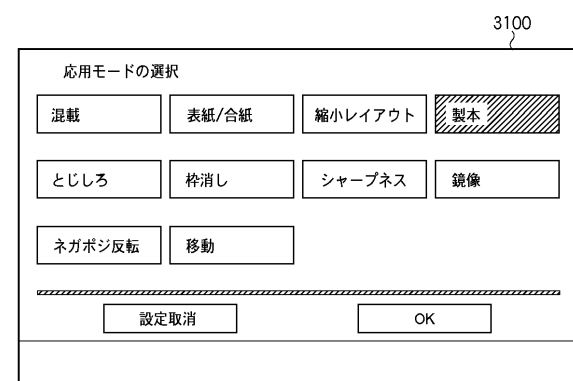 3100
応用モードの選択
混載 表紙/合紙 縮小レイアウト 製本
とじしろ 枠消し シャープネス 鏡像
ネガポジ反転 移動
設定取消 OK